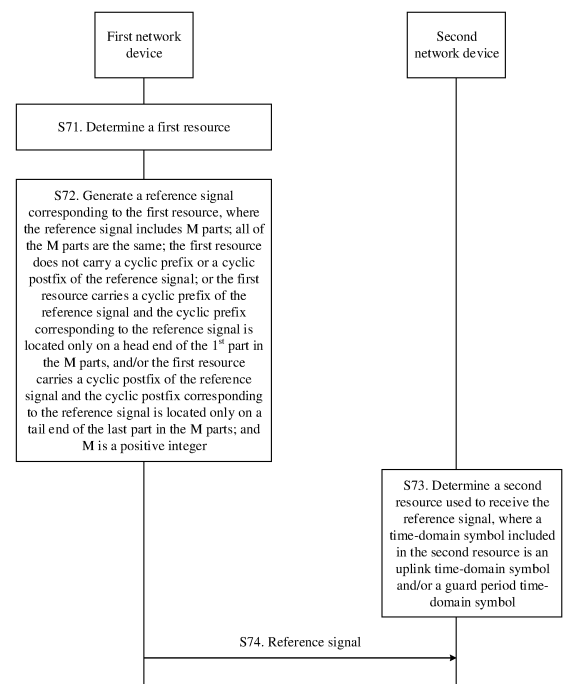 First network
device
Second
network device
S71. Determine a first resource
S72. Generate a reference signal
corresponding to the first resource, where
the reference signal includes M parts; all of
the M parts are the same; the first resource
does not carry a cyclic prefix or a cyclic
postfix of the reference signal; or the first
resource carries a cyclic prefix of the
reference signal and the cyclic prefix
corresponding to the reference signal is
located only on a head end of the 1st part in
the M parts, and/or the first resource
carries a cyclic postfix of the reference
signal and the cyclic postfix corresponding
to the reference signal is located only on a
tail end of the last part in the M parts; and
M is a positive integer
S73. Determine a second
resource used to receive the
reference signal, where a
time-domain symbol included
in the second resource is an
uplink time-domain symbol
and/or a guard period time-
domain symbol
S74. Reference signal